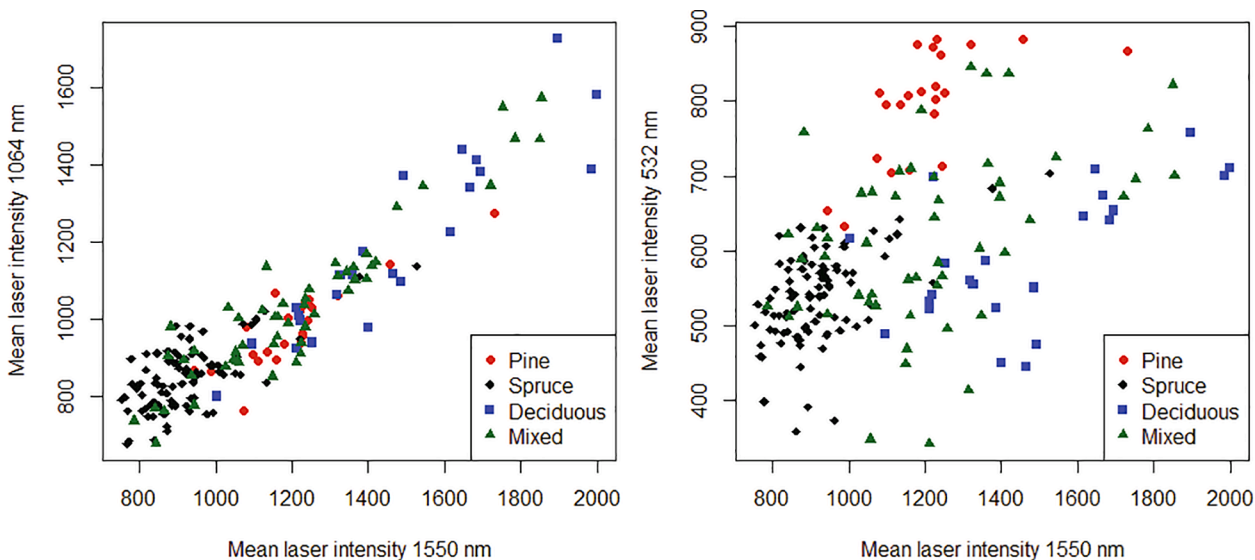 Mean laser intensity 1064 nm
1600
1400
1200
1000
800
Pine
Spruce
Deciduous
Mixed
800 1000 1200 1400 1600 1800 2000
Mean laser intensity 1550 nm
Mean laser intensity 532 nm
900
800
700
600
500
400
Pine
Spruce
Deciduous
Mixed
800 1000 1200 1400 1600 1800 2000
Mean laser intensity 1550 nm